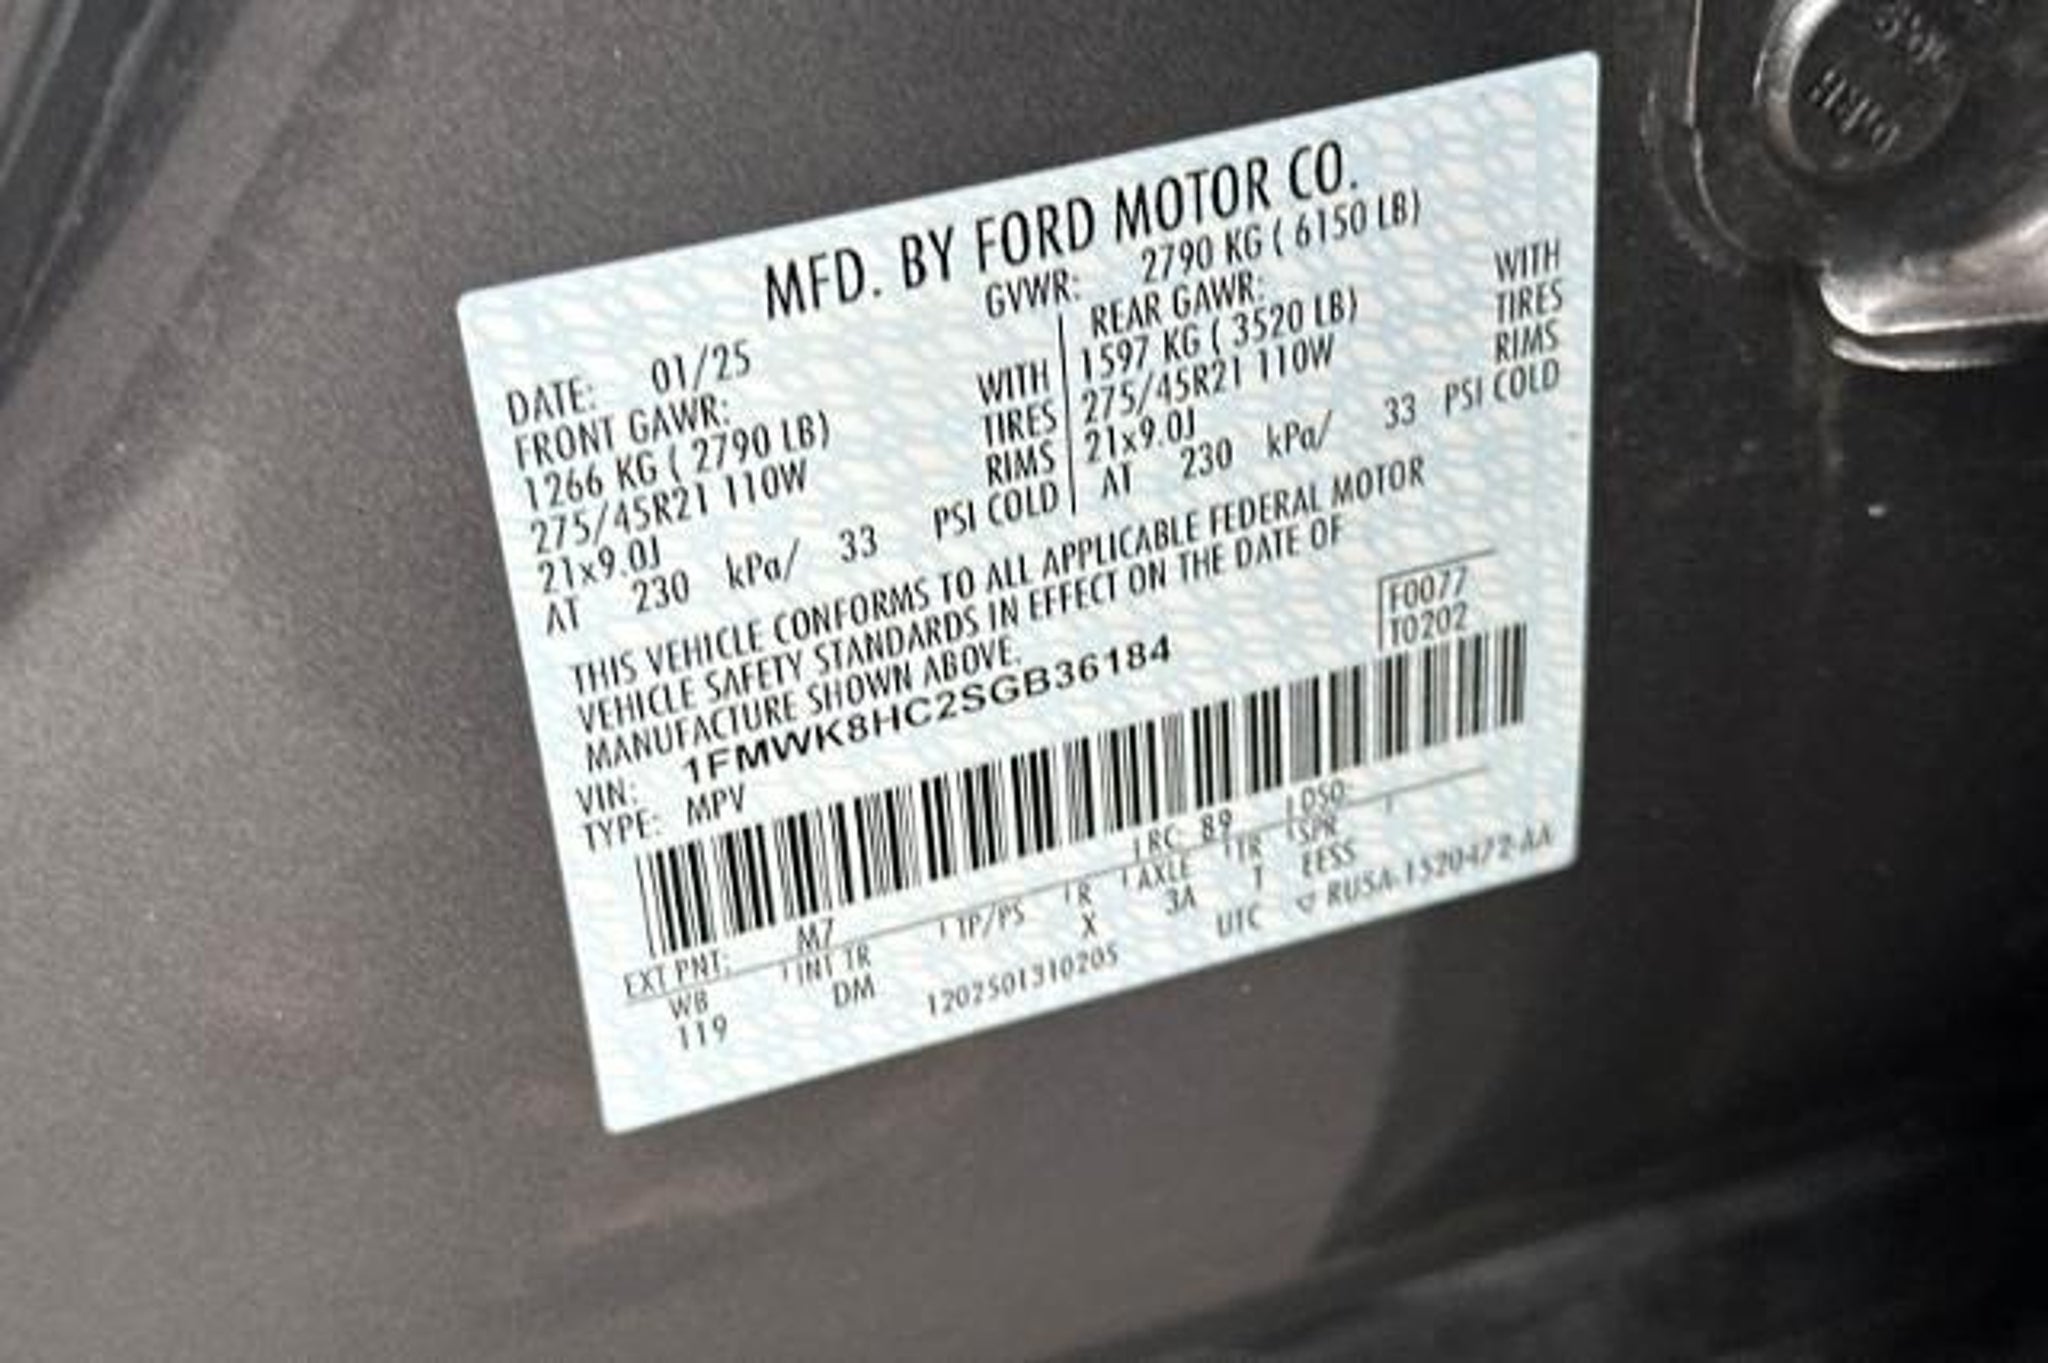 MFD. BY FORD MOTOR CO.
DATE: 01/25 GVWR: 2790 KG ( 6150 LB)
FRONT GAWR:
1266 KG ( 2790 LB) WITH
275/45R21 110W TIRES
21x9.0J RIMS
AT 230 kPa/ 33 PSI COLD
REAR GAWR:
1597 KG ( 3520 LB) WITH
275/45R21 110W TIRES
21x9.0J RIMS
AT 230 kPa/ 33 PSI COLD
THIS VEHICLE CONFORMS TO ALL APPLICABLE FEDERAL MOTOR
VEHICLE SAFETY STANDARDS IN EFFECT ON THE DATE OF
MANUFACTURE SHOWN ABOVE.
F0077
T0202
VIN: 1FMWK8HC2SGB36184
TYPE: MPV
EXT PNT: M7 RC 89 DSO:
WB INT TR TP/PS R AXLE TR SPR
119 DM X 3A T EESS
1202501310205 UTC ▽ RUSA-1520472-AA